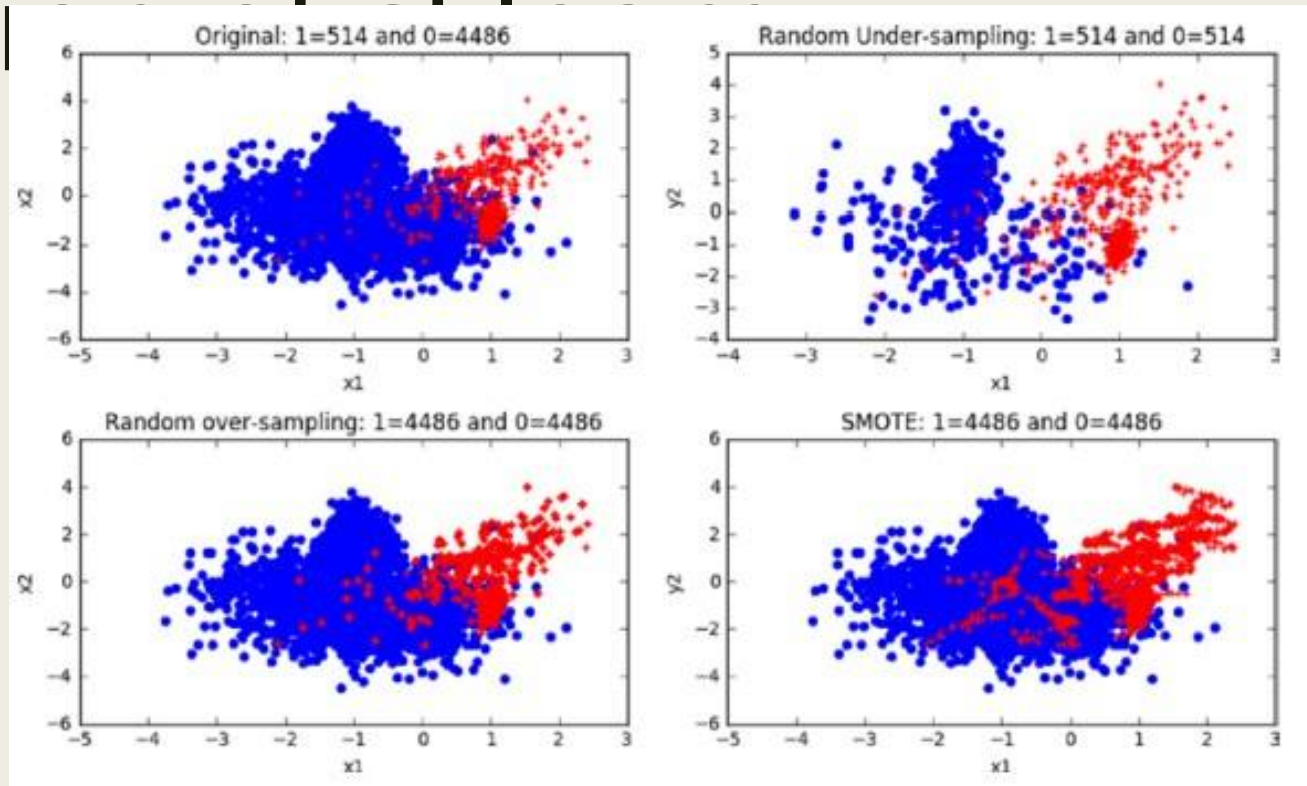 Original: 1=514 and 0=4486
6
4
2
0
−2
−4
−6
x2
−5 −4 −3 −2 −1 0 1 2 3
x1
Random Under-sampling: 1=514 and 0=514
5
4
3
2
1
0
−1
−2
−3
−4
y2
−4 −3 −2 −1 0 1 2 3
x1
Random over-sampling: 1=4486 and 0=4486
6
4
2
0
−2
−4
−6
x2
−5 −4 −3 −2 −1 0 1 2 3
x1
SMOTE: 1=4486 and 0=4486
6
4
2
0
−2
−4
−6
y2
−5 −4 −3 −2 −1 0 1 2 3
x1